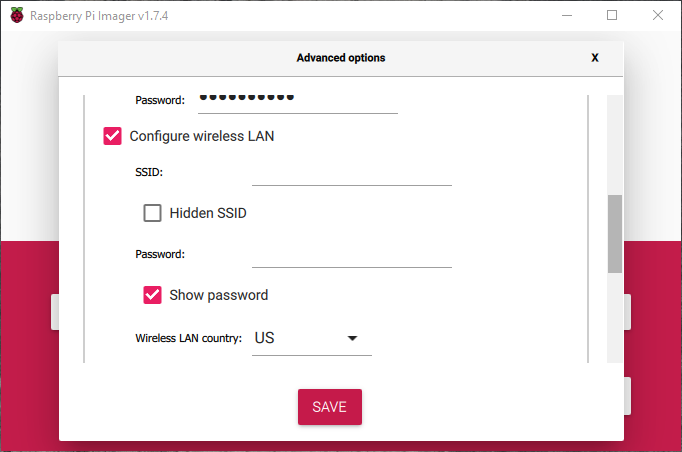 Raspberry Pi Imager v1.7.4
Advanced options
X
Password: ●●●●●●●●●●
Configure wireless LAN
SSID:
Hidden SSID
Password:
Show password
Wireless LAN country: US
SAVE